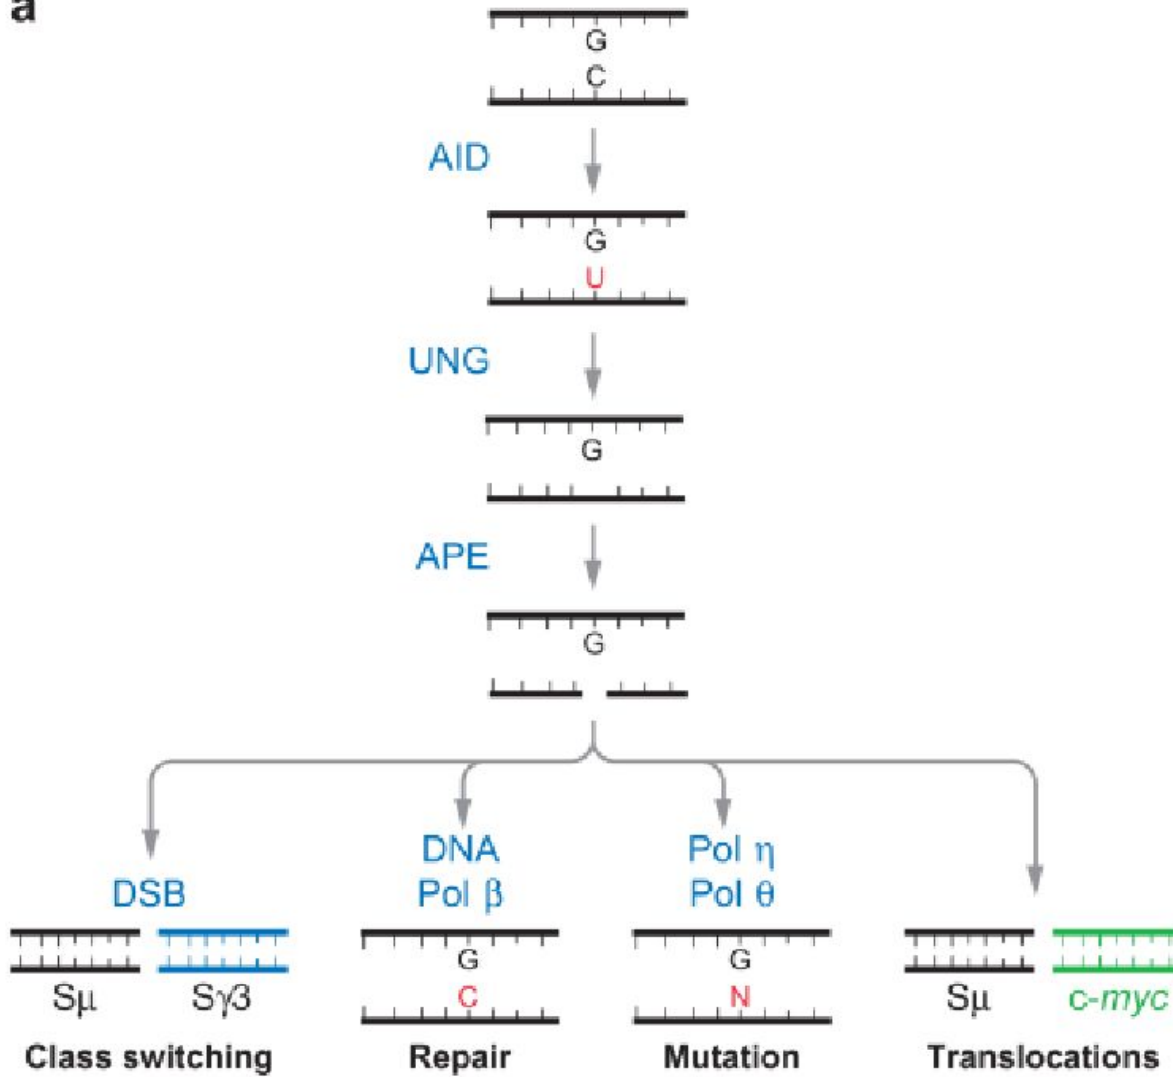 a
G
C
AID
G
U
UNG
G
APE
G
DSB
DNA
Pol β
Pol η
Pol θ
G
C
G
N
Sμ
Sγ3
Sμ
c-myc
Class switching
Repair
Mutation
Translocations